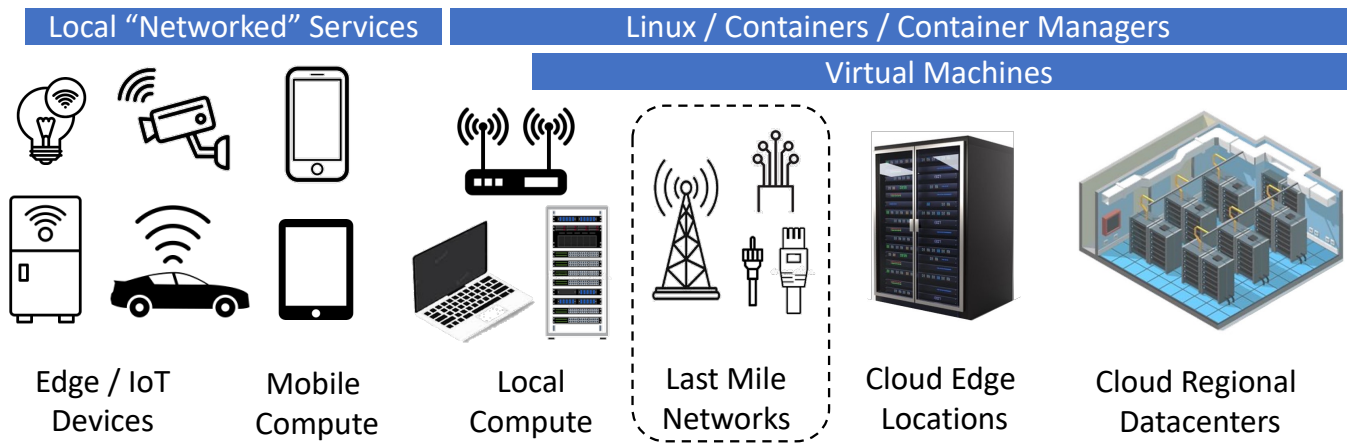 Local “Networked” Services
Linux / Containers / Container Managers
Virtual Machines
Edge / IoT
Devices
Mobile
Compute
Local
Compute
Last Mile
Networks
Cloud Edge
Locations
Cloud Regional
Datacenters